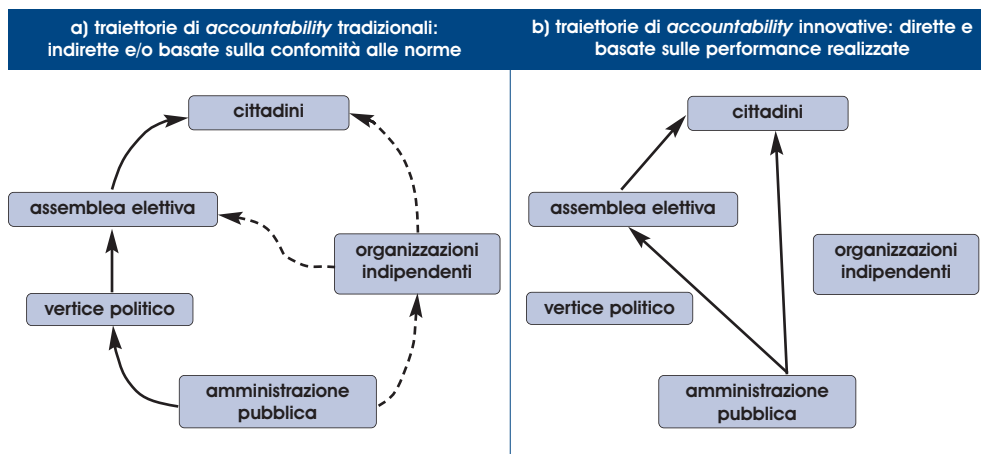 a) traiettorie di accountability tradizionali:
indirette e/o basate sulla confomità alle norme
b) traiettorie di accountability innovative: dirette e
basate sulle performance realizzate
cittadini
assemblea elettiva
organizzazioni
indipendenti
vertice politico
amministrazione
pubblica
cittadini
assemblea elettiva
organizzazioni
indipendenti
vertice politico
amministrazione
pubblica